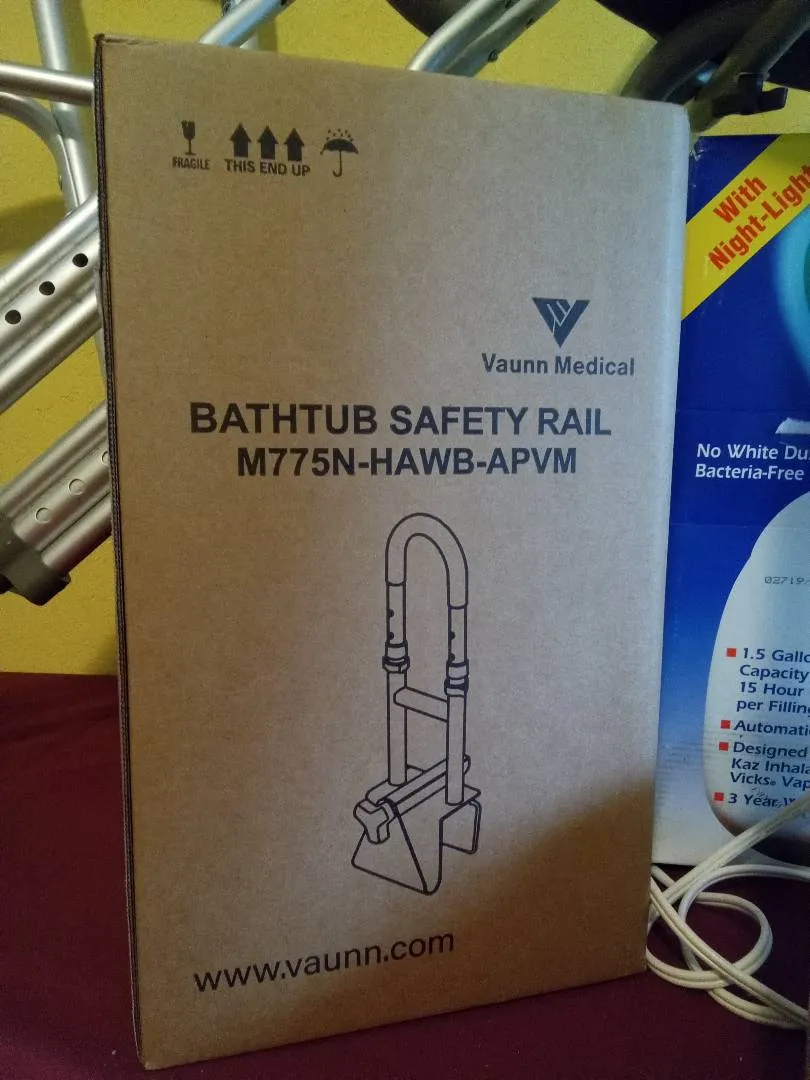 FRAGILE
THIS END UP
Vaunn Medical
BATHTUB SAFETY RAIL
M775N-HAWB-APVM
www.vaunn.com
With
Night-Light
No White Du
Bacteria-Free
02719
1.5 Gallo
Capacity
15 Hour
per Filling
Automati
Designed
Kaz Inhala
Vicks® Vap
3 Year